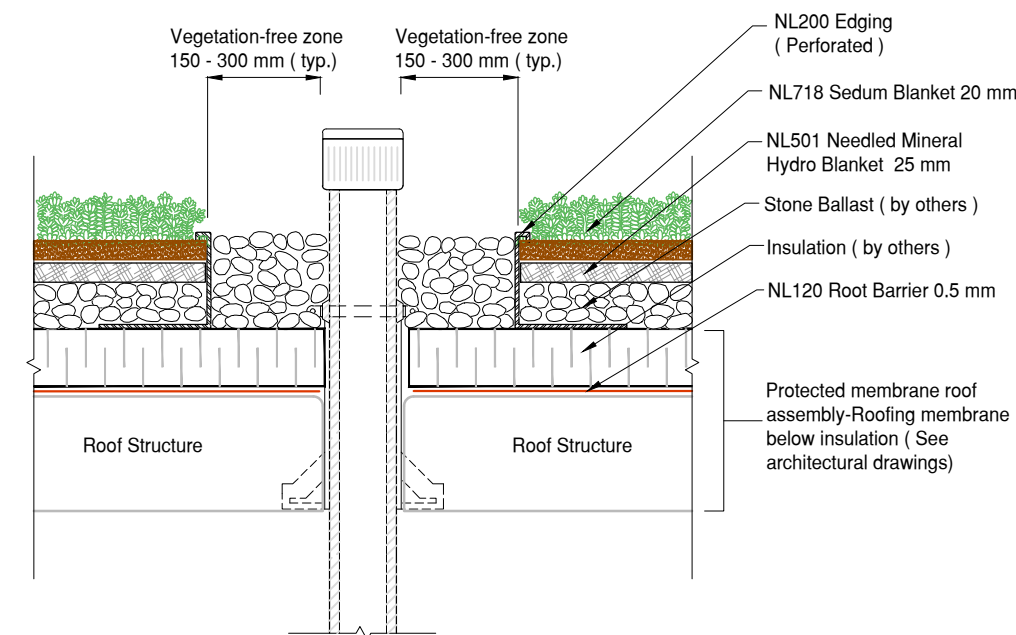 Vegetation-free zone
150 - 300 mm ( typ.)
Vegetation-free zone
150 - 300 mm ( typ.)
NL200 Edging
( Perforated )
NL718 Sedum Blanket 20 mm
NL501 Needled Mineral
Hydro Blanket 25 mm
Stone Ballast ( by others )
Insulation ( by others )
NL120 Root Barrier 0.5 mm
Protected membrane roof
assembly-Roofing membrane
below insulation ( See
architectural drawings)
Roof Structure
Roof Structure